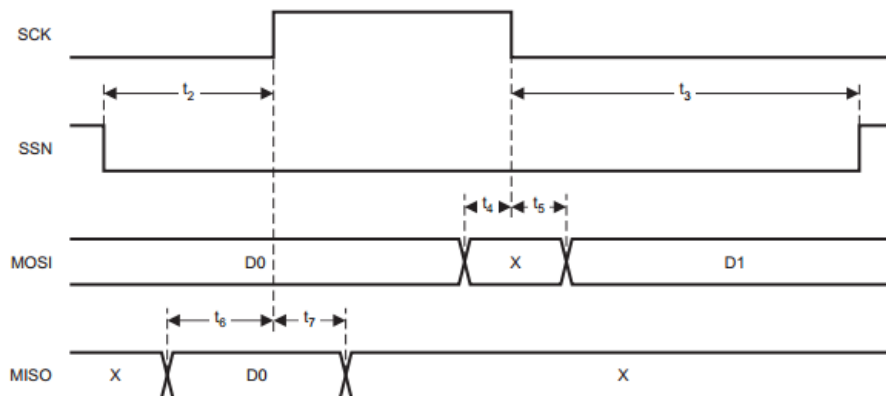 SCK
t2
t3
SSN
t4 t5
MOSI D0 X D1
t6 t7
MISO X D0 X